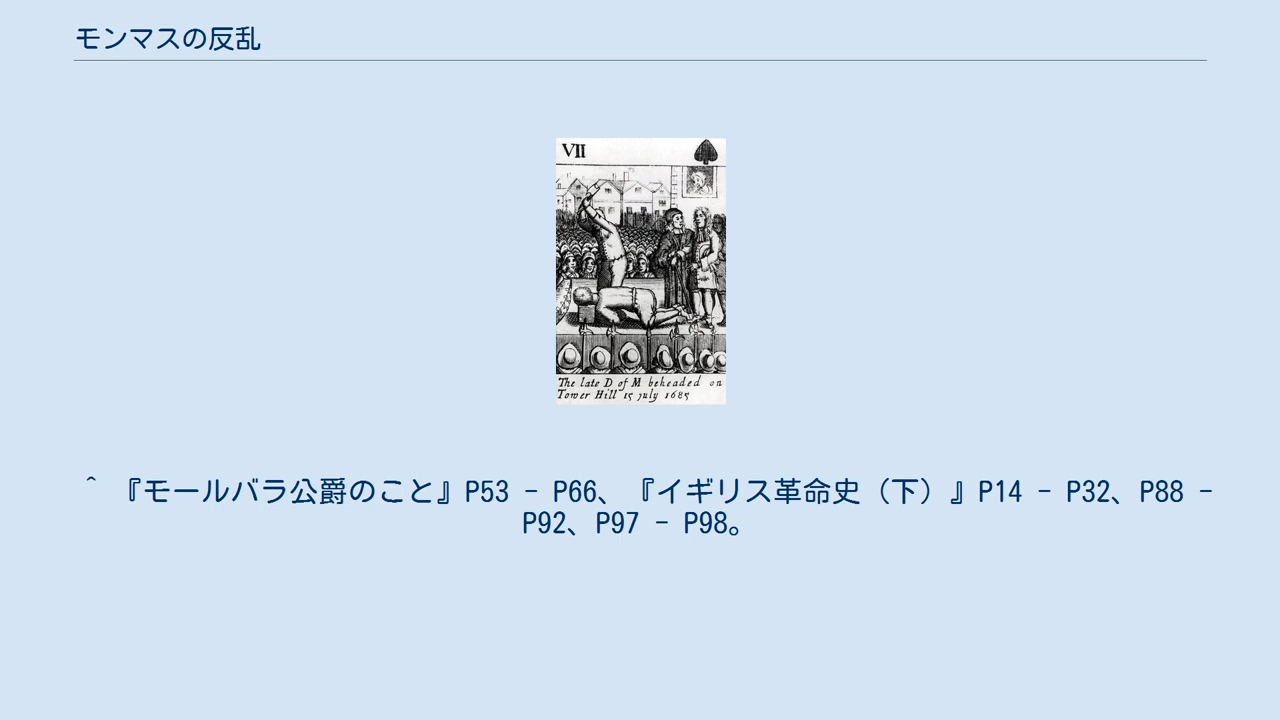 モンマスの反乱
VII
The late D of M beheaded on
Tower Hill 15 july 1685
^ 『モールバラ公爵のこと』P53 - P66、『イギリス革命史（下）』P14 - P32、P88 -
P92、P97 - P98。